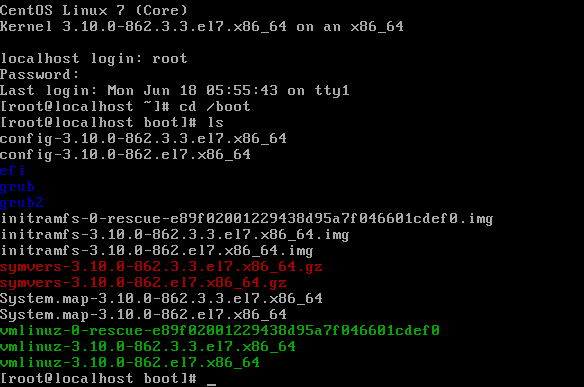 CentOS Linux 7 (Core)
Kernel 3.10.0-862.3.3.el7.x86_64 on an x86_64
localhost login: root
Password:
Last login: Mon Jun 18 05:55:43 on tty1
[root@localhost ~]# cd /boot
[root@localhost boot]# ls
config-3.10.0-862.3.3.el7.x86_64
config-3.10.0-862.el7.x86_64
efi
grub
grub2
initramfs-0-rescue-e89f02001229438d95a7f046601cdef0.img
initramfs-3.10.0-862.3.3.el7.x86_64.img
initramfs-3.10.0-862.el7.x86_64.img
symvers-3.10.0-862.3.3.el7.x86_64.gz
symvers-3.10.0-862.el7.x86_64.gz
System.map-3.10.0-862.3.3.el7.x86_64
System.map-3.10.0-862.el7.x86_64
vmlinuz-0-rescue-e89f02001229438d95a7f046601cdef0
vmlinuz-3.10.0-862.3.3.el7.x86_64
vmlinuz-3.10.0-862.el7.x86_64
[root@localhost boot]# _